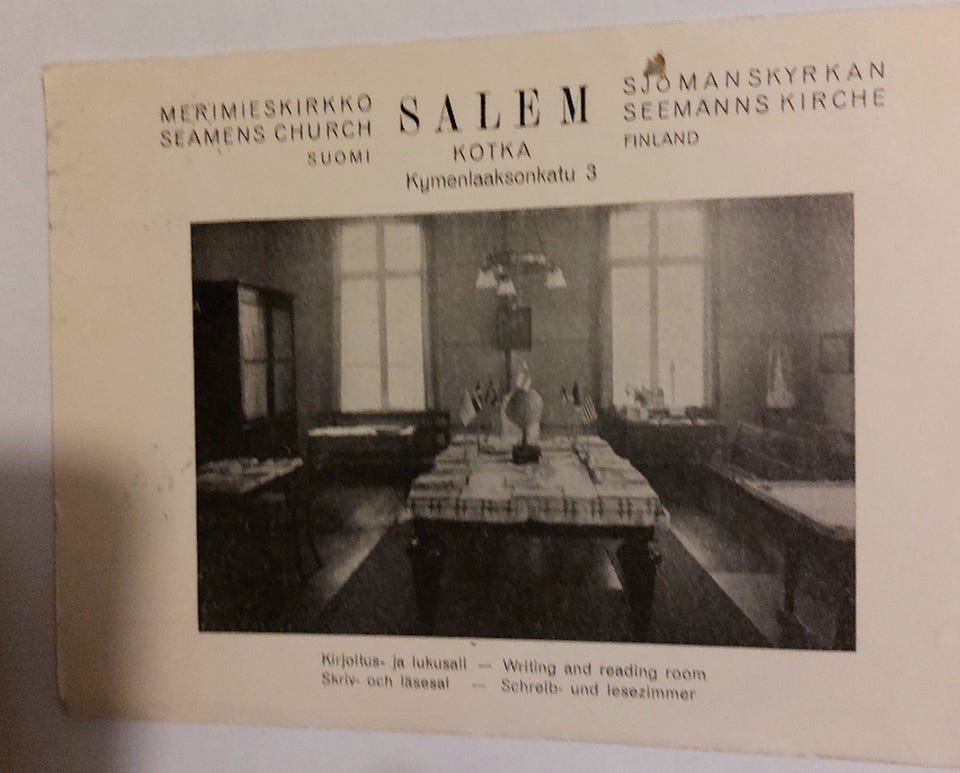 MERIMIESKIRKKO
SEAMENS CHURCH
SUOMI
SALEM
KOTKA
Kymenlaaksonkatu 3
SJÖMANSKYRKAN
SEEMANNS KIRCHE
FINLAND
Kirjoitus- ja lukusali — Writing and reading room
Skriv- och läsesal — Schreib- und lesezimmer